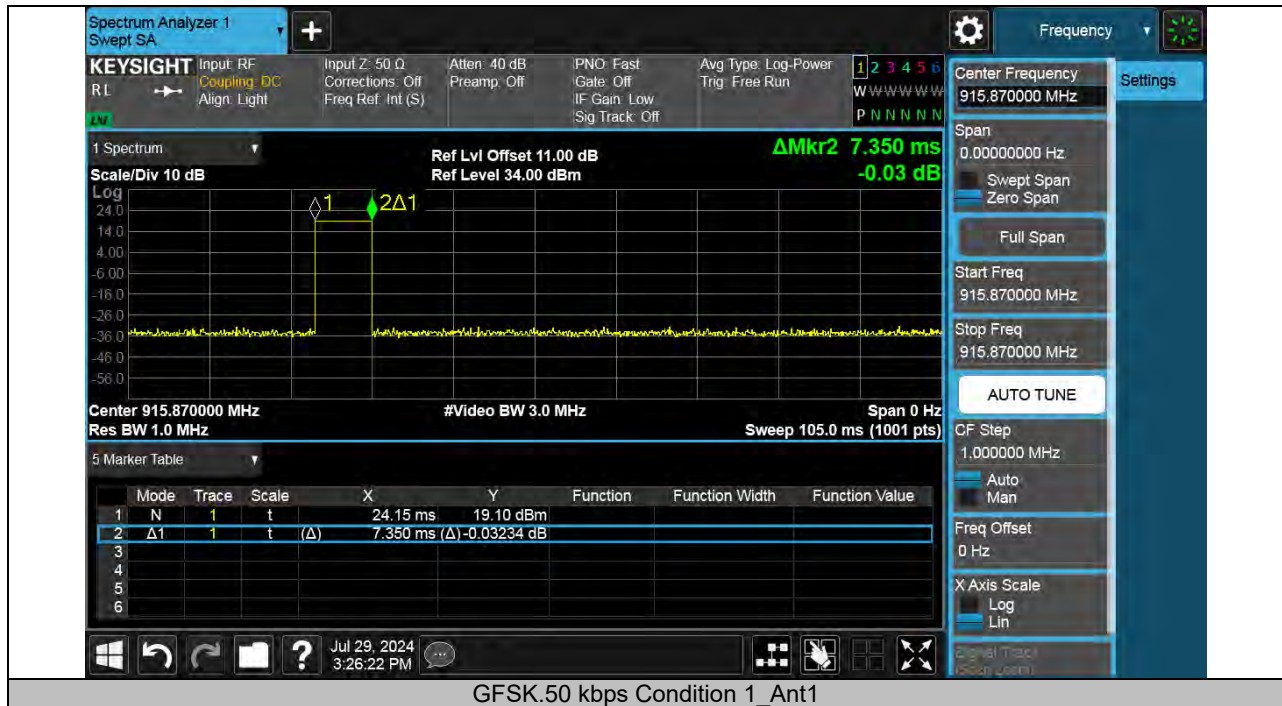 Spectrum Analyzer 1
Swept SA
+
Frequency
KEYSIGHT
RL
Input: RF
Coupling: DC
Align: Light
Input Z: 50 Ω
Corrections: Off
Freq Ref: Int (S)
Atten: 40 dB
Preamp: Off
PNO: Fast
Gate: Off
IF Gain: Low
Sig Track: Off
Avg Type: Log-Power
Trig: Free Run
1 2 3 4 5 6
W W W W W W
P N N N N N
1 Spectrum
Scale/Div 10 dB
Ref Lvl Offset 11.00 dB
Ref Level 34.00 dBm
ΔMkr2 7.350 ms
-0.03 dB
Log
24.0
14.0
4.00
-6.00
-16.0
-26.0
-36.0
-46.0
-56.0
1
2Δ1
Center 915.870000 MHz
Res BW 1.0 MHz
#Video BW 3.0 MHz
Span 0 Hz
Sweep 105.0 ms (1001 pts)
5 Marker Table
Mode Trace Scale X Y Function Function Width Function Value
1 N 1 t 24.15 ms 19.10 dBm
2 Δ1 1 t (Δ) 7.350 ms (Δ) -0.03234 dB
3
4
5
6
Jul 29, 2024
3:26:22 PM
Center Frequency
915.870000 MHz
Settings
Span
0.00000000 Hz
Swept Span
Zero Span
Full Span
Start Freq
915.870000 MHz
Stop Freq
915.870000 MHz
AUTO TUNE
CF Step
1.000000 MHz
Auto
Man
Freq Offset
0 Hz
X Axis Scale
Log
Lin
Signal Track
(Span Zoom)
GFSK.50 kbps Condition 1_Ant1